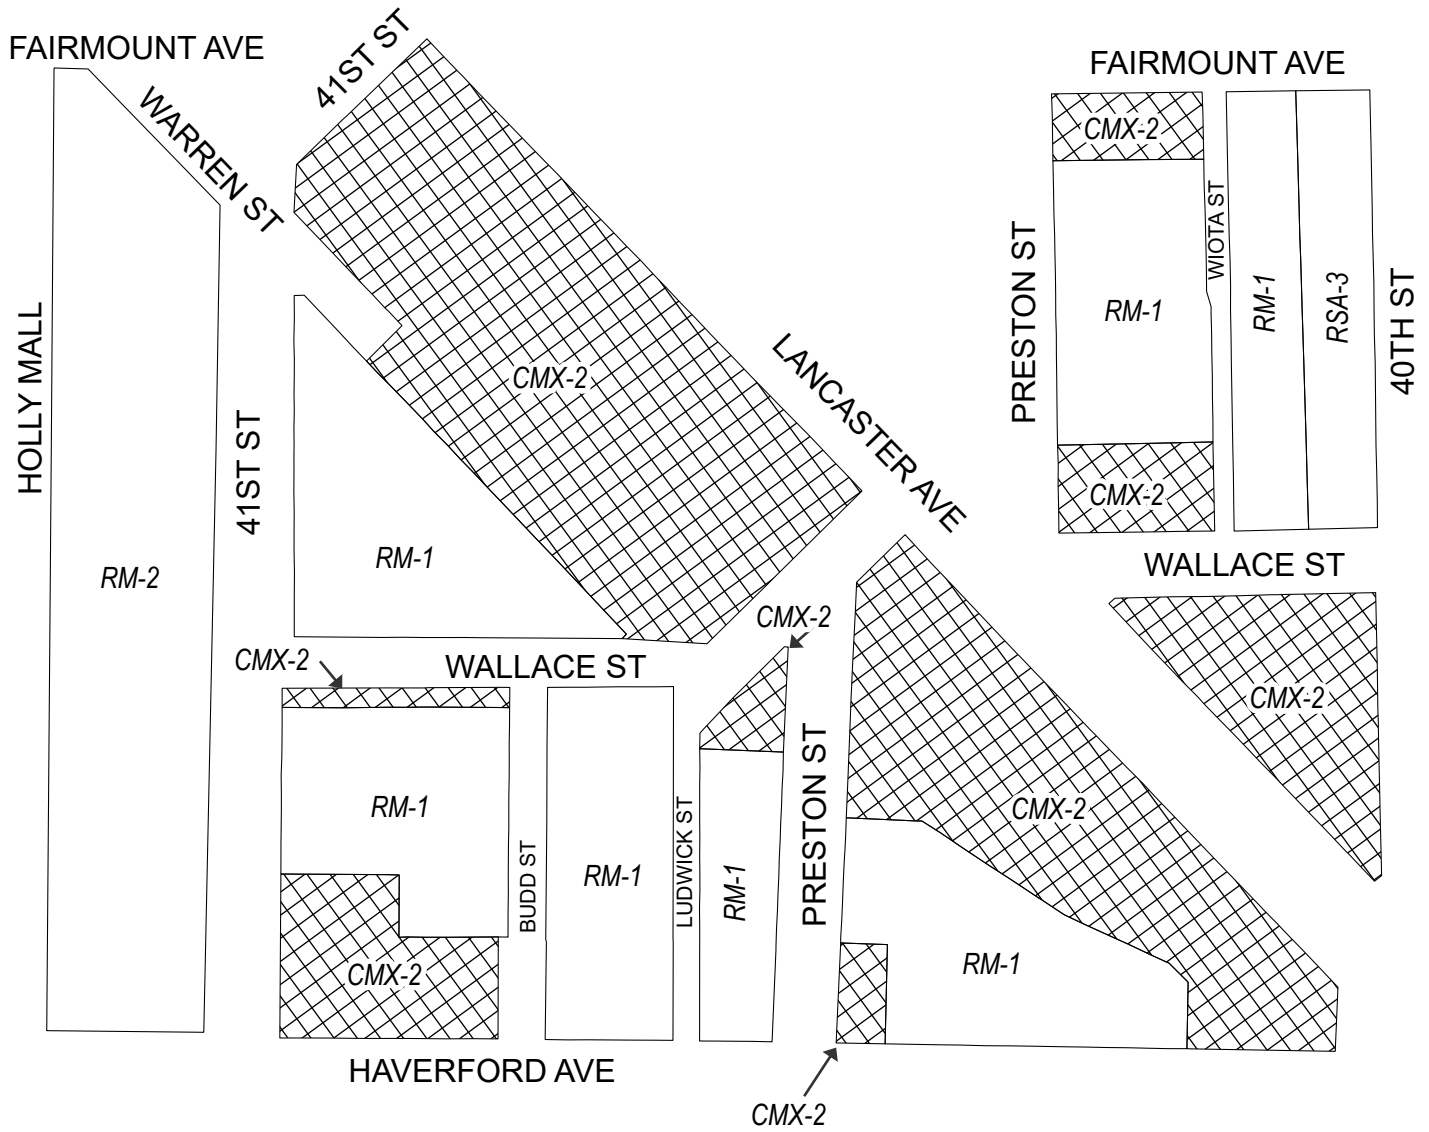 FAIRMOUNT AVE
41ST ST
WARREN ST
FAIRMOUNT AVE
CMX-2
WIOTA ST
PRESTON ST
RM-1
RM-1
RSA-3
40TH ST
HOLLY MALL
LANCASTER AVE
CMX-2
41ST ST
CMX-2
RM-1
RM-2
WALLACE ST
CMX-2
CMX-2
WALLACE ST
CMX-2
PRESTON ST
RM-1
CMX-2
BUDD ST
RM-1
LUDWICK ST
RM-1
RM-1
CMX-2
HAVERFORD AVE
CMX-2